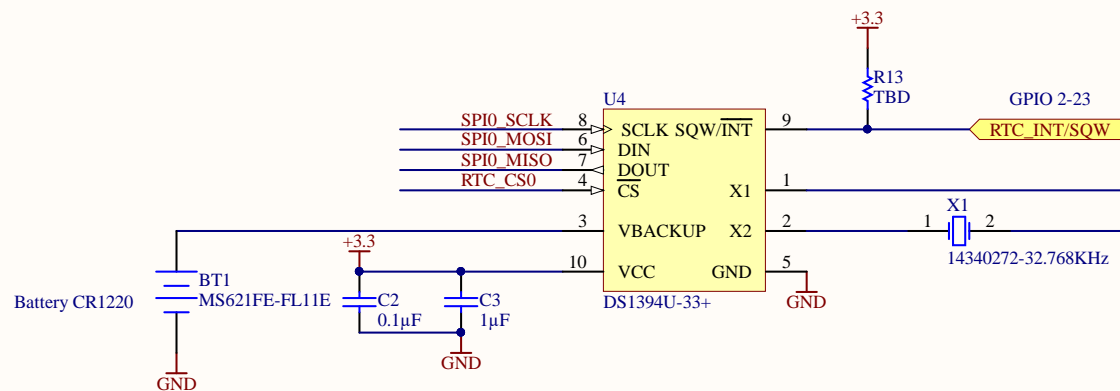 +3.3
R13
TBD
GPIO 2-23
RTC_INT/SQW
U4
SPI0_SCLK
8
SCLK
SQW/INT
9
SPI0_MOSI
6
DIN
SPI0_MISO
7
DOUT
RTC_CS0
4
CS
X1
1
3
VBACKUP
X2
2
X1
1
2
14340272-32.768KHz
+3.3
10
VCC
GND
5
GND
DS1394U-33+
Battery CR1220
BT1
MS621FE-FL11E
C2
0.1µF
C3
1µF
GND
GND